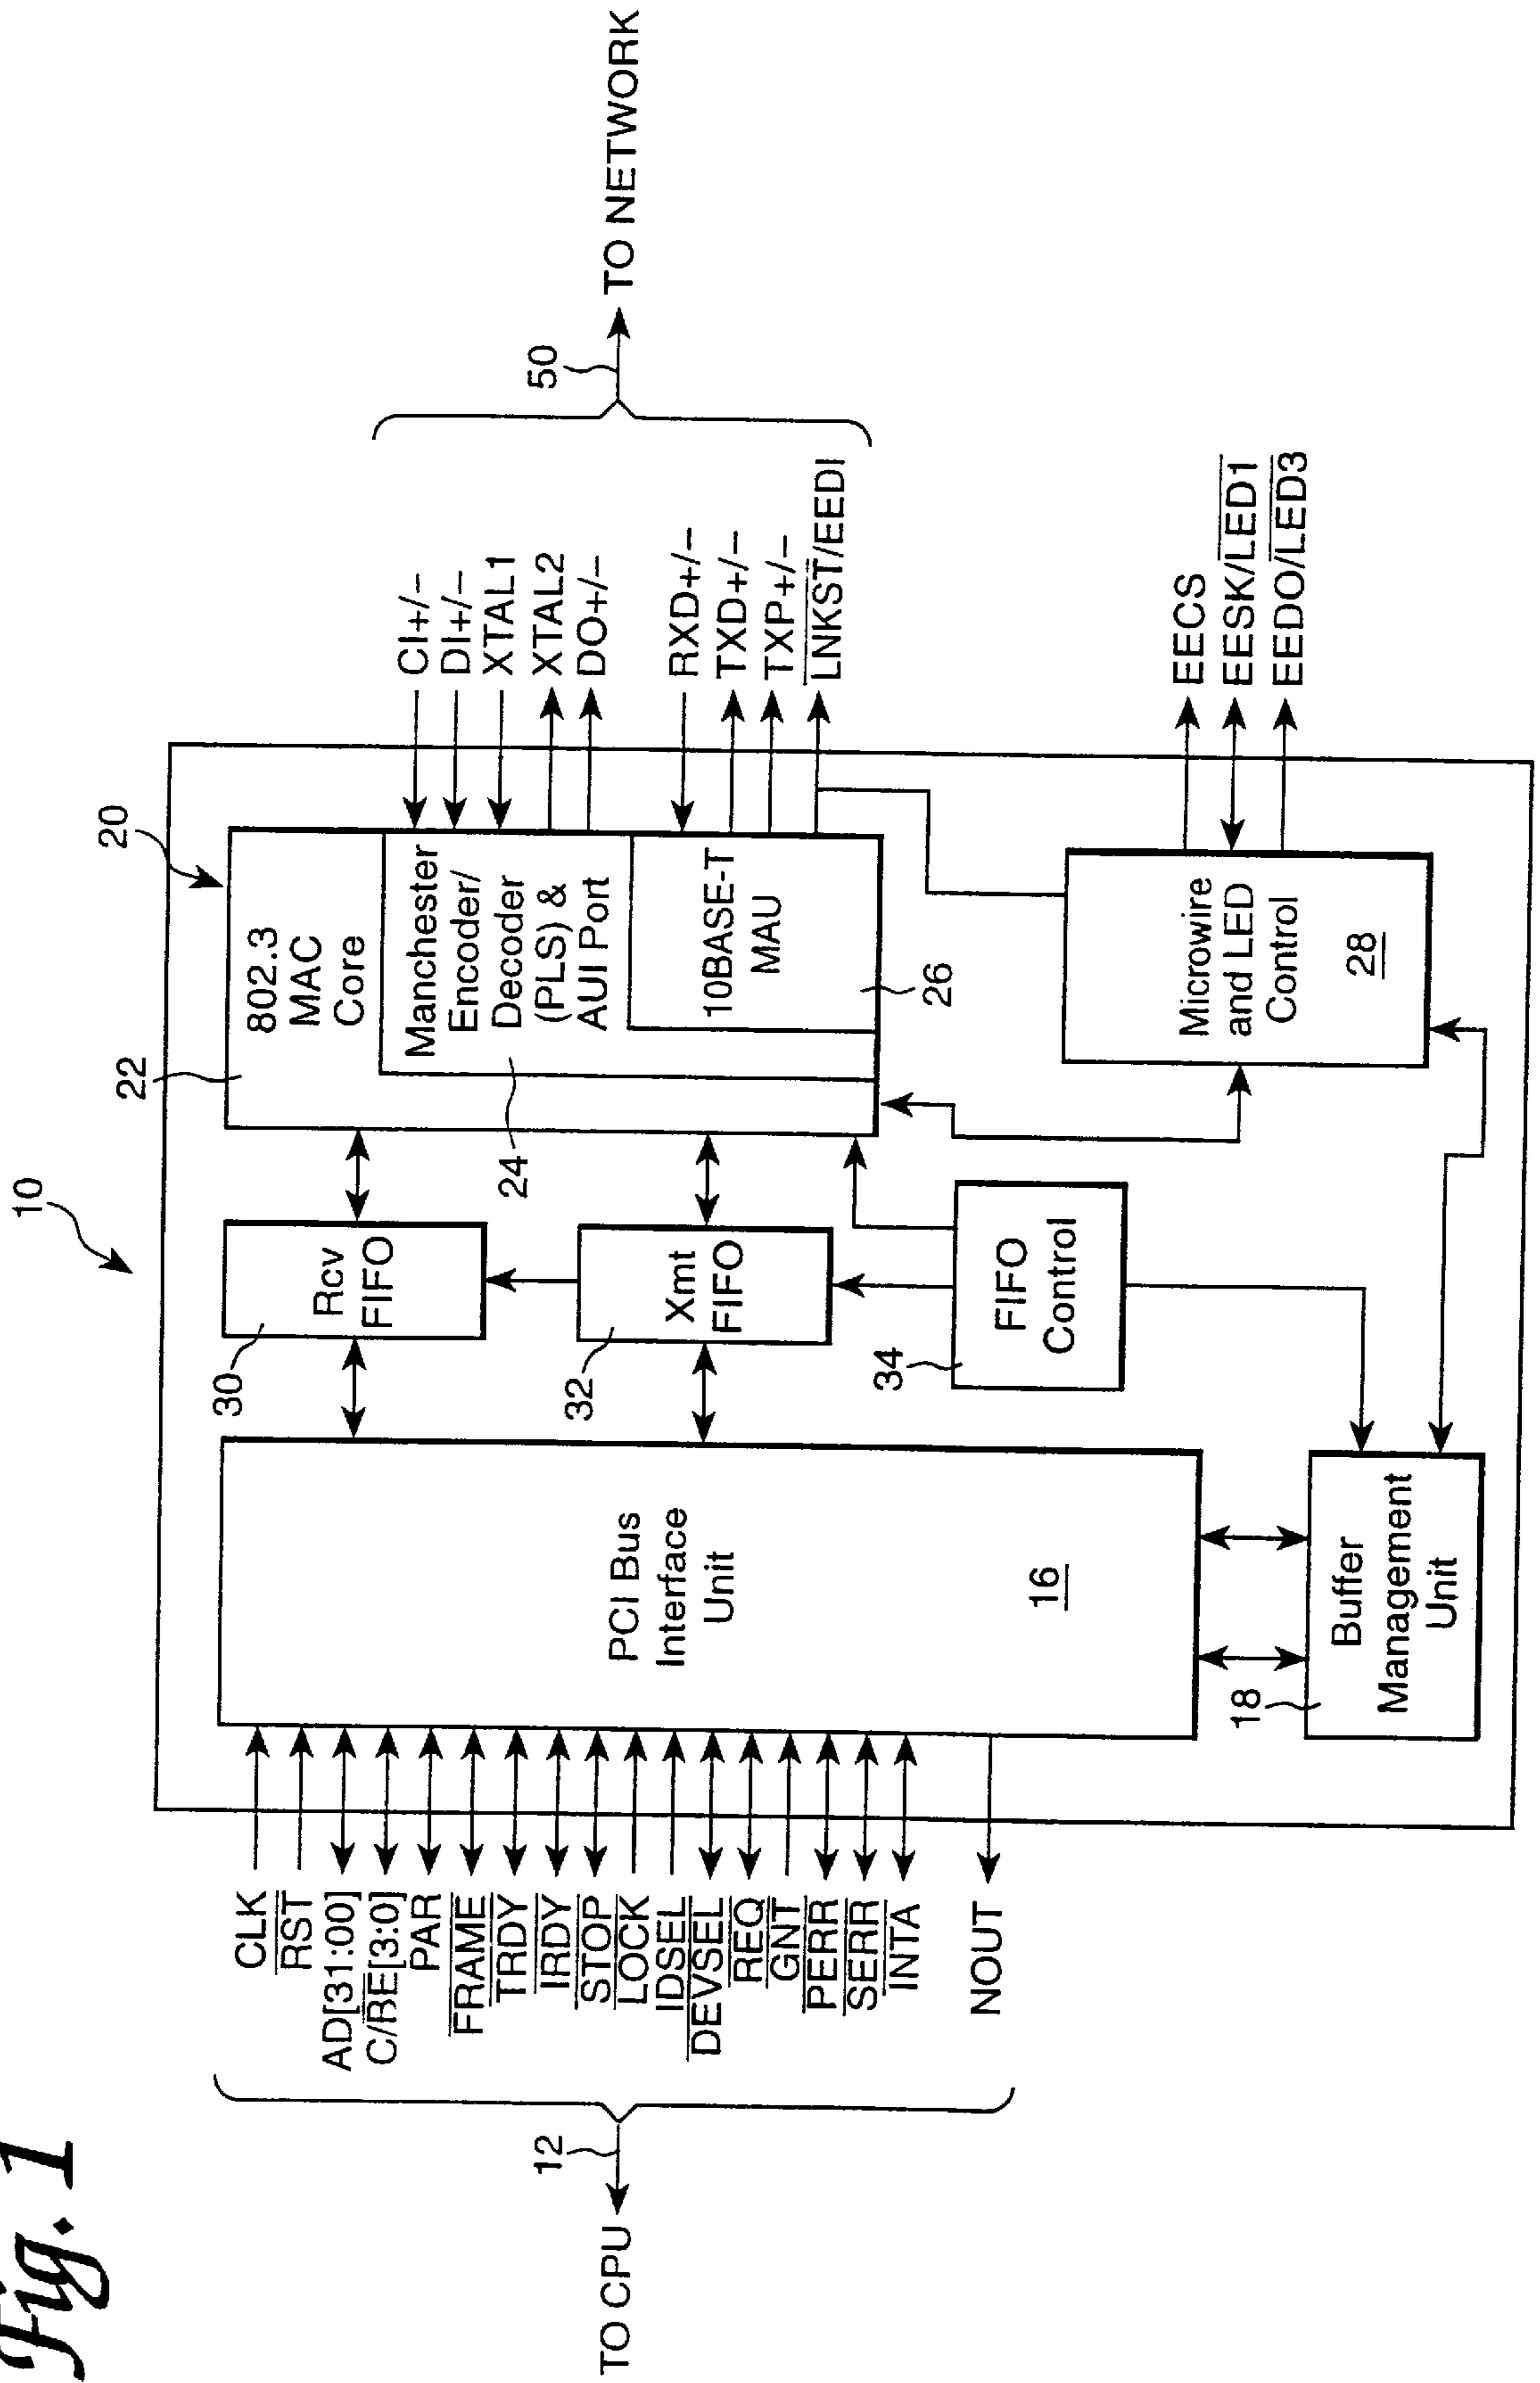 Fig. 1
10
20
TO CPU
12
CLK
RST
AD[31:00]
C/BE[3:0]
PAR
FRAME
TRDY
IRDY
STOP
LOCK
IDSEL
DEVSEL
REQ
GNT
PERR
SERR
INTA
NOUT
PCI Bus
Interface
Unit
16
18
Buffer
Management
Unit
30
Rcv
FIFO
32
Xmt
FIFO
34
FIFO
Control
22
802.3
MAC
Core
24
Manchester
Encoder/
Decoder
(PLS) &
AUI Port
10BASE-T
MAU
26
Microwire
and LED
Control
28
CI+/−
DI+/−
XTAL1
XTAL2
DO+/−
RXD+/−
TXD+/−
TXP+/−
LNKST/EEDI
EECS
EESK/LED1
EEDO/LED3
50
TO NETWORK